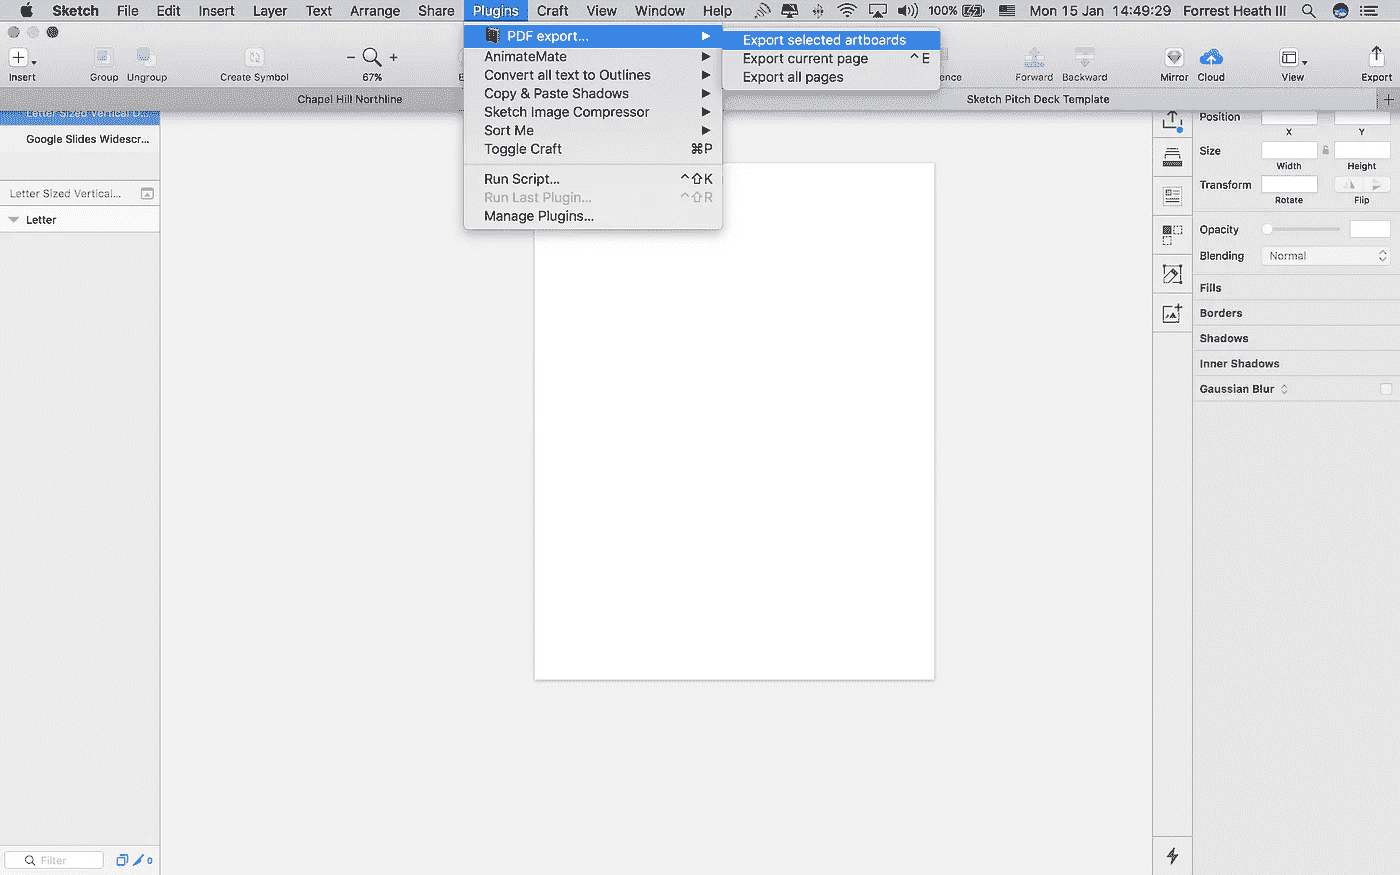 Sketch File Edit Insert Layer Text Arrange Share Plugins Craft View Window Help 100% Mon 15 Jan 14:49:29 Forrest Heath III
Insert Group Ungroup Create Symbol 67% Forward Backward Mirror Cloud View Export
Chapel Hill Northline Sketch Pitch Deck Template
PDF export...
AnimateMate
Convert all text to Outlines
Copy & Paste Shadows
Sketch Image Compressor
Sort Me
Toggle Craft ⌘P
Run Script... ^⇧K
Run Last Plugin... ^⇧R
Manage Plugins...
Export selected artboards
Export current page ^ E
Export all pages
Letter Sized Vertical D...
Google Slides Widescr...
Letter Sized Vertical...
Letter
Filter 0
Position
X Y
Size
Width Height
Transform
Rotate Flip
Opacity
Blending Normal
Fills
Borders
Shadows
Inner Shadows
Gaussian Blur